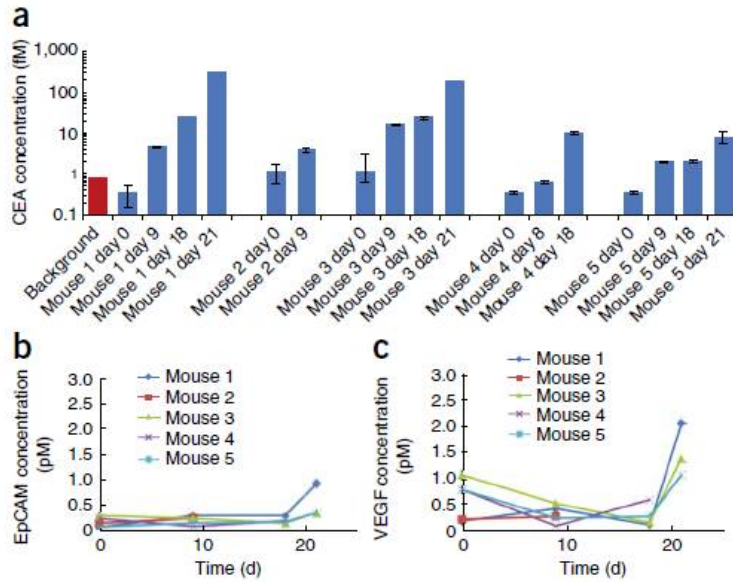 a
CEA concentration (fM)
1,000
100
10
1
0.1
Background
Mouse 1 day 0
Mouse 1 day 9
Mouse 1 day 18
Mouse 1 day 21
Mouse 2 day 0
Mouse 2 day 9
Mouse 3 day 0
Mouse 3 day 9
Mouse 3 day 18
Mouse 3 day 21
Mouse 4 day 0
Mouse 4 day 8
Mouse 4 day 18
Mouse 5 day 0
Mouse 5 day 9
Mouse 5 day 18
Mouse 5 day 21
b
EpCAM concentration
(pM)
3.0
2.5
2.0
1.5
1.0
0.5
0
Mouse 1
Mouse 2
Mouse 3
Mouse 4
Mouse 5
0
10
20
Time (d)
c
VEGF concentration
(pM)
3.0
2.5
2.0
1.5
1.0
0.5
0
Mouse 1
Mouse 2
Mouse 3
Mouse 4
Mouse 5
0
10
20
Time (d)